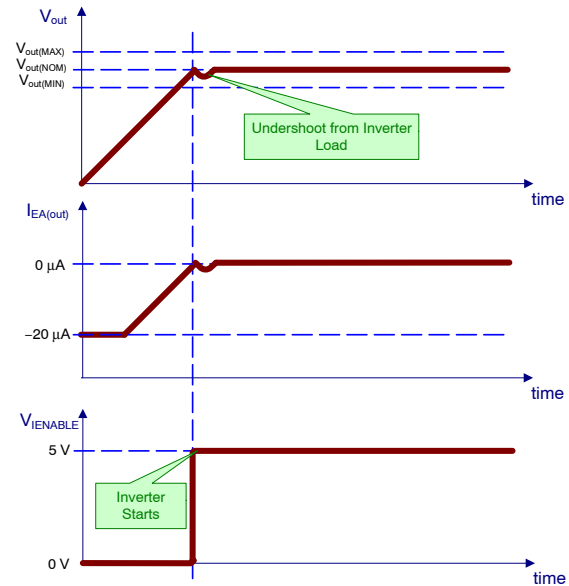 Vout
Vout(MAX)
Vout(NOM)
Vout(MIN)
Undershoot from Inverter
Load
time
IEA(out)
0 µA
−20 µA
time
VIENABLE
5 V
Inverter
Starts
0 V
time